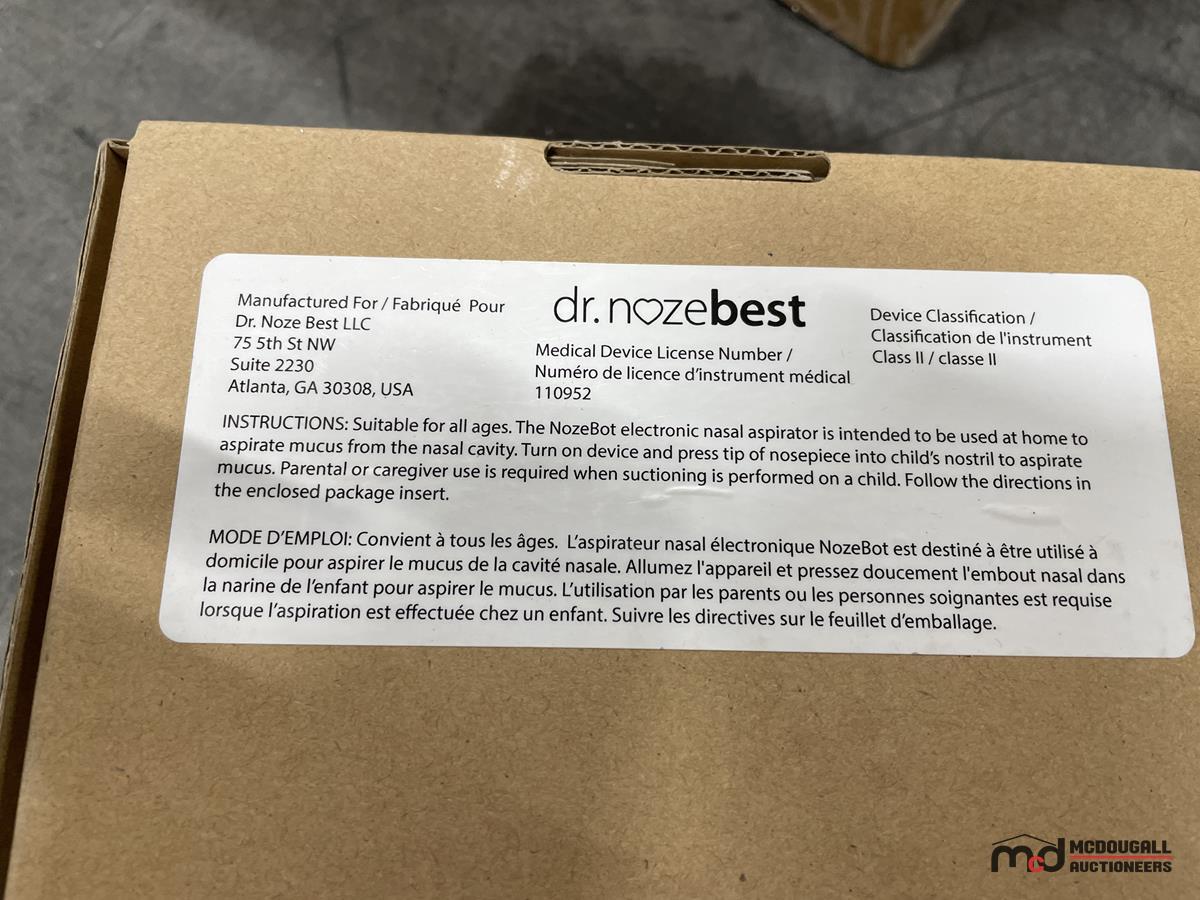 Manufactured For / Fabriqué Pour
Dr. Noze Best LLC
75 5th St NW
Suite 2230
Atlanta, GA 30308, USA
dr. nozebest
Medical Device License Number /
Numéro de licence d'instrument médical
110952
Device Classification /
Classification de l'instrument
Class II / classe II
INSTRUCTIONS: Suitable for all ages. The NozeBot electronic nasal aspirator is intended to be used at home to
aspirate mucus from the nasal cavity. Turn on device and press tip of nosepiece into child's nostril to aspirate
mucus. Parental or caregiver use is required when suctioning is performed on a child. Follow the directions in
the enclosed package insert.
MODE D'EMPLOI: Convient à tous les âges. L'aspirateur nasal électronique NozeBot est destiné à être utilisé à
domicile pour aspirer le mucus de la cavité nasale. Allumez l'appareil et pressez doucement l'embout nasal dans
la narine de l'enfant pour aspirer le mucus. L'utilisation par les parents ou les personnes soignantes est requise
lorsque l'aspiration est effectuée chez un enfant. Suivre les directives sur le feuillet d'emballage.
mcd MCDOUGALL
AUCTIONEERS